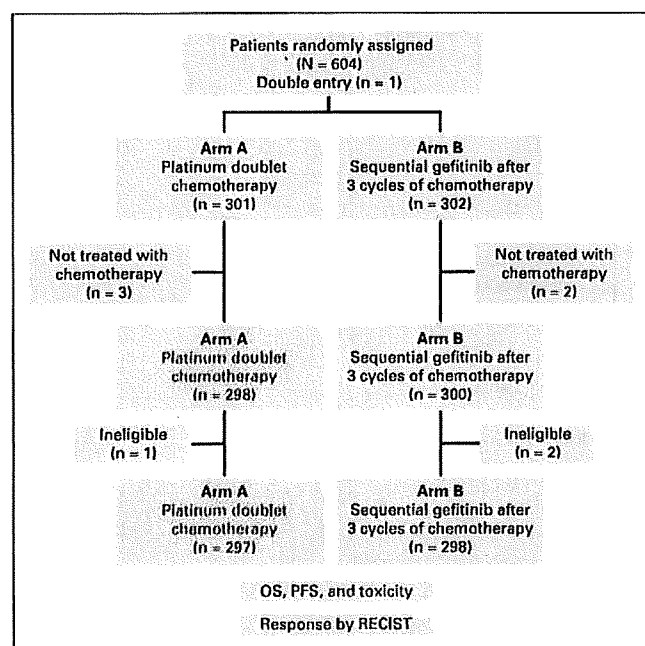 Patients randomly assigned
(N = 604)
Double entry (n = 1)
Arm A
Platinum doublet
chemotherapy
(n = 301)
Arm B
Sequential gefitinib after
3 cycles of chemotherapy
(n = 302)
Not treated with
chemotherapy
(n = 3)
Not treated with
chemotherapy
(n = 2)
Arm A
Platinum doublet
chemotherapy
(n = 298)
Arm B
Sequential gefitinib after
3 cycles of chemotherapy
(n = 300)
Ineligible
(n = 1)
Ineligible
(n = 2)
Arm A
Platinum doublet
chemotherapy
(n = 297)
Arm B
Sequential gefitinib after
3 cycles of chemotherapy
(n = 298)
OS, PFS, and toxicity
Response by RECIST